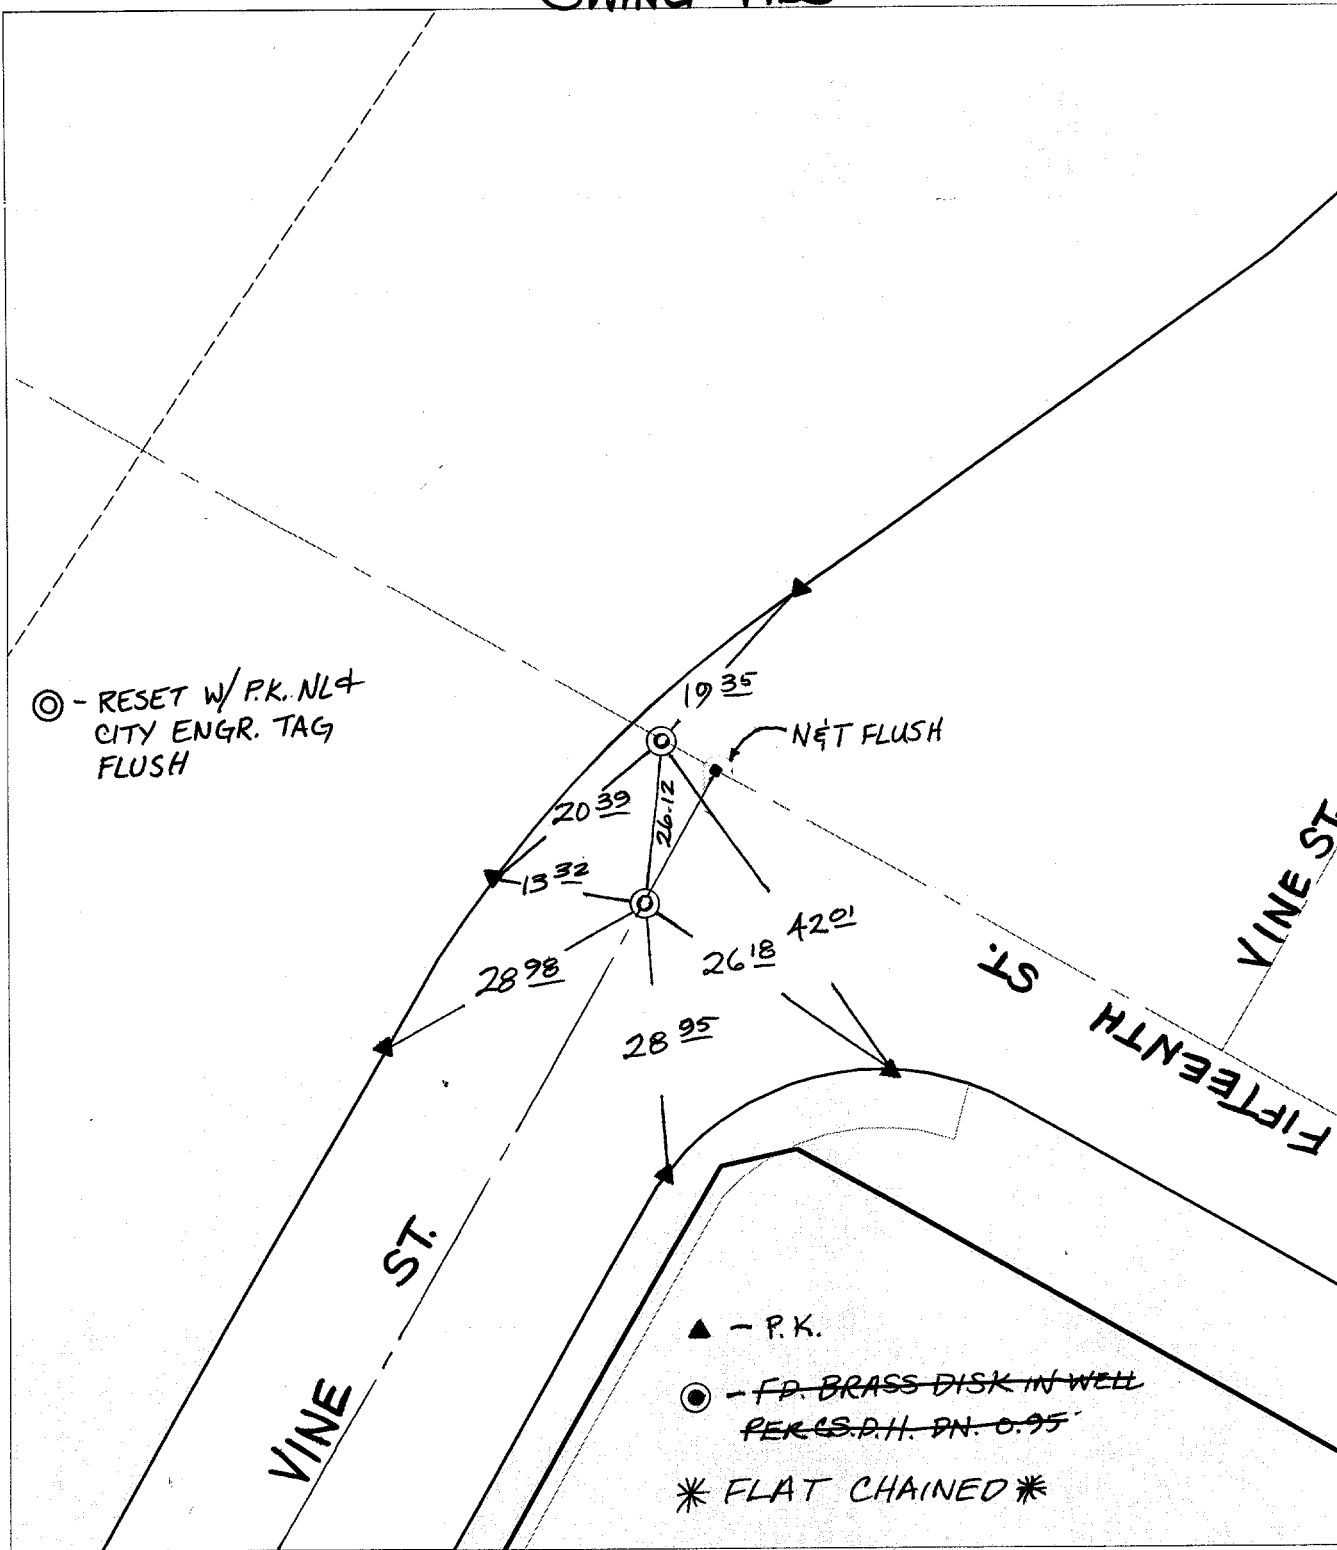 SWING TIES
◎ - RESET W/ P.K. NL &
CITY ENGR. TAG
FLUSH
19 35
N&T FLUSH
20 39
26.12
13 32
42 01
26 18
28 98
28 95
VINE ST.
FIFTEENTH ST.
VINE ST.
▲ - P.K.
- FD. BRASS DISK IN WELL
PER C.S.D.H. DN. 0.95
* FLAT CHAINED *